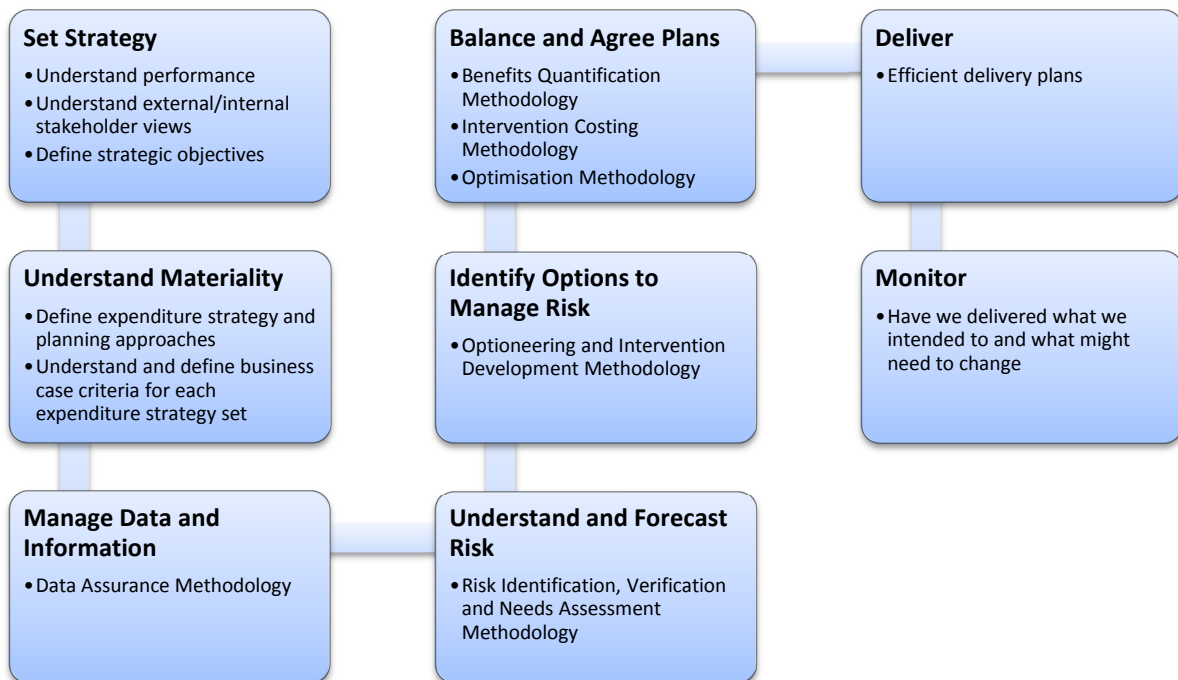 Set Strategy
•Understand performance
•Understand external/internal
stakeholder views
•Define strategic objectives
Understand Materiality
•Define expenditure strategy and
planning approaches
•Understand and define business
case criteria for each
expenditure strategy set
Manage Data and
Information
•Data Assurance Methodology
Understand and Forecast
Risk
•Risk Identification, Verification
and Needs Assessment
Methodology
Identify Options to
Manage Risk
•Optioneering and Intervention
Development Methodology
Balance and Agree Plans
•Benefits Quantification
Methodology
•Intervention Costing
Methodology
•Optimisation Methodology
Deliver
•Efficient delivery plans
Monitor
•Have we delivered what we
intended to and what might
need to change